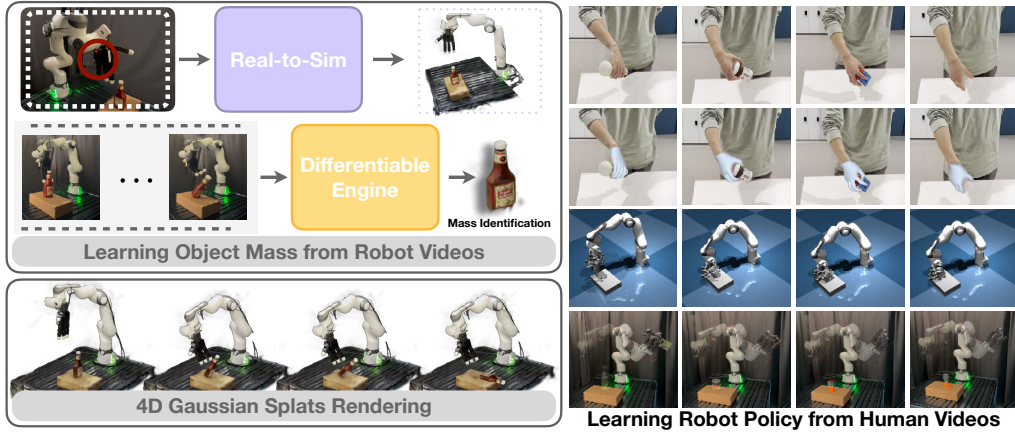 Real-to-Sim
Differentiable
Engine
Mass Identification
Learning Object Mass from Robot Videos
4D Gaussian Splats Rendering
Learning Robot Policy from Human Videos